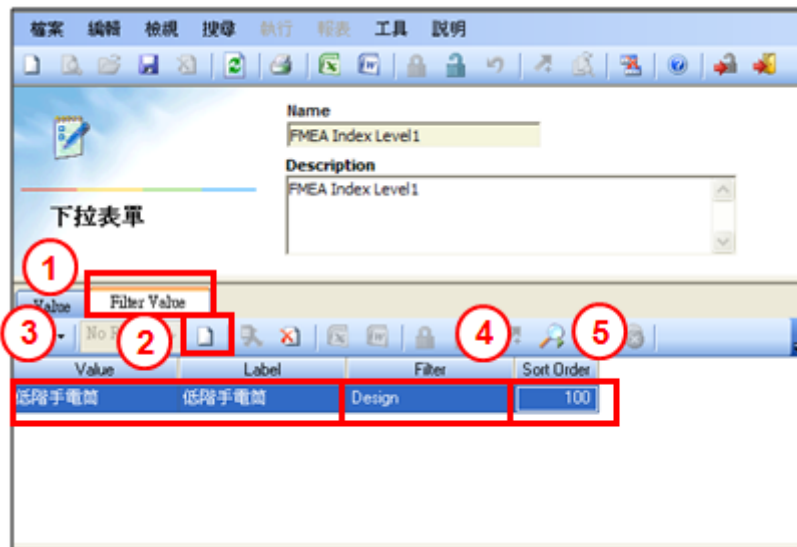 檔案 編輯 檢視 搜尋 執行 報表 工具 說明
Name
FMEA Index Level1
Description
FMEA Index Level1
下拉表單
1
Value Filter Value
3 No 2 4 5
Value Label Filter Sort Order
低階手電筒 低階手電筒 Design 100